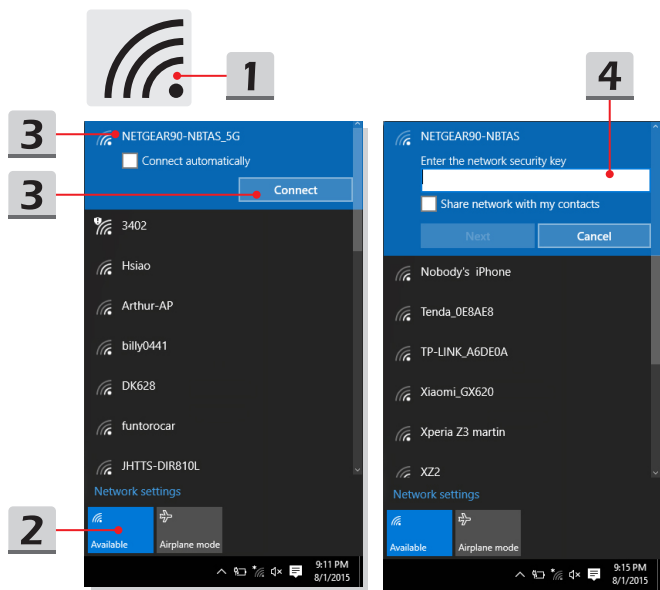 1
4
3
NETGEAR90-NBTAS_5G
Connect automatically
3
Connect
3402
Hsiao
Arthur-AP
billy0441
DK628
funtorocar
JHTTS-DIR810L
Network settings
2
Available
Airplane mode
9:11 PM
8/1/2015
NETGEAR90-NBTAS
Enter the network security key
Share network with my contacts
Next
Cancel
Nobody's iPhone
Tenda_0E8AE8
TP-LINK_A6DE0A
Xiaomi_GX620
Xperia Z3 martin
XZ2
Network settings
Available
Airplane mode
9:15 PM
8/1/2015